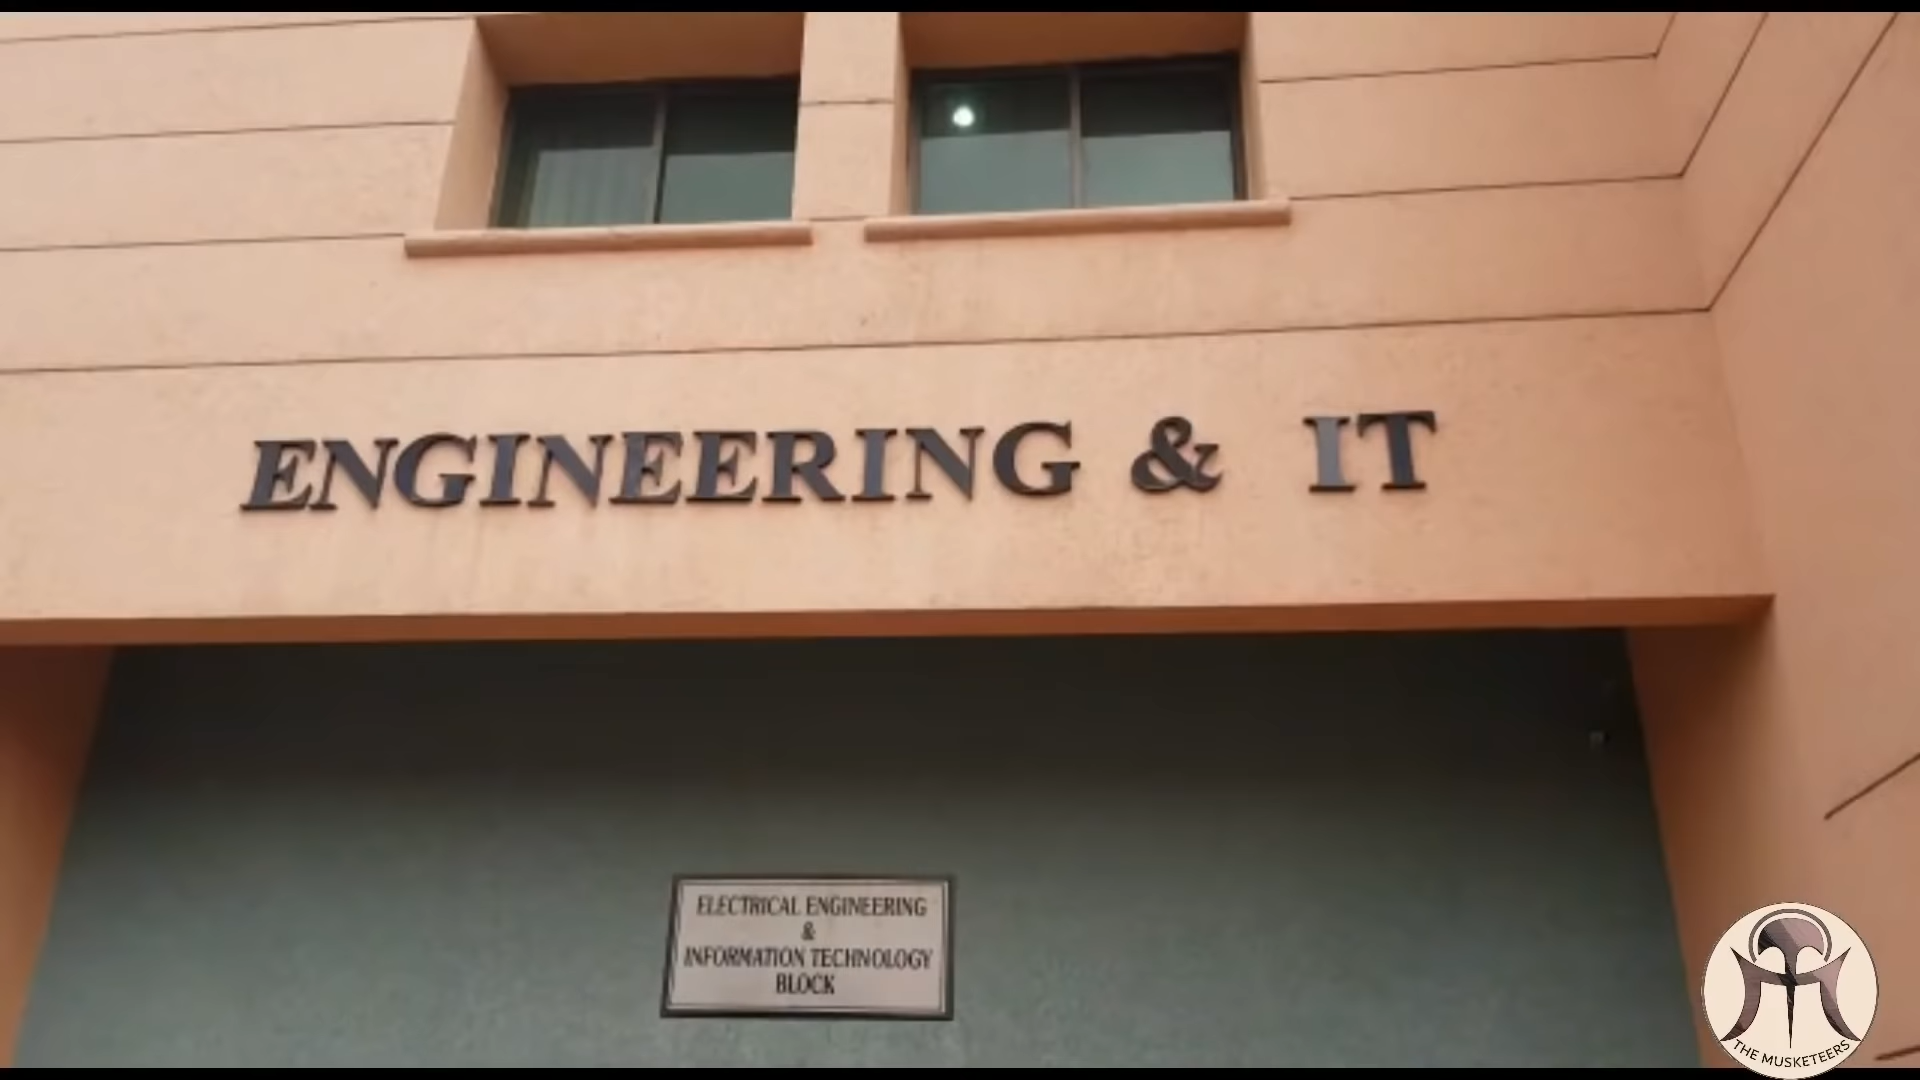 ENGINEERING & IT
ELECTRICAL ENGINEERING
&
INFORMATION TECHNOLOGY
BLOCK
THE MUSKETEERS